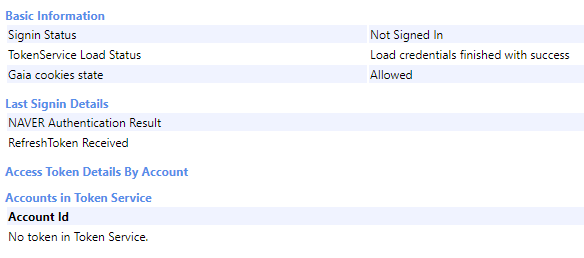 Basic Information
Signin Status Not Signed In
TokenService Load Status Load credentials finished with success
Gaia cookies state Allowed
Last Signin Details
NAVER Authentication Result
RefreshToken Received
Access Token Details By Account
Accounts in Token Service
Account Id
No token in Token Service.